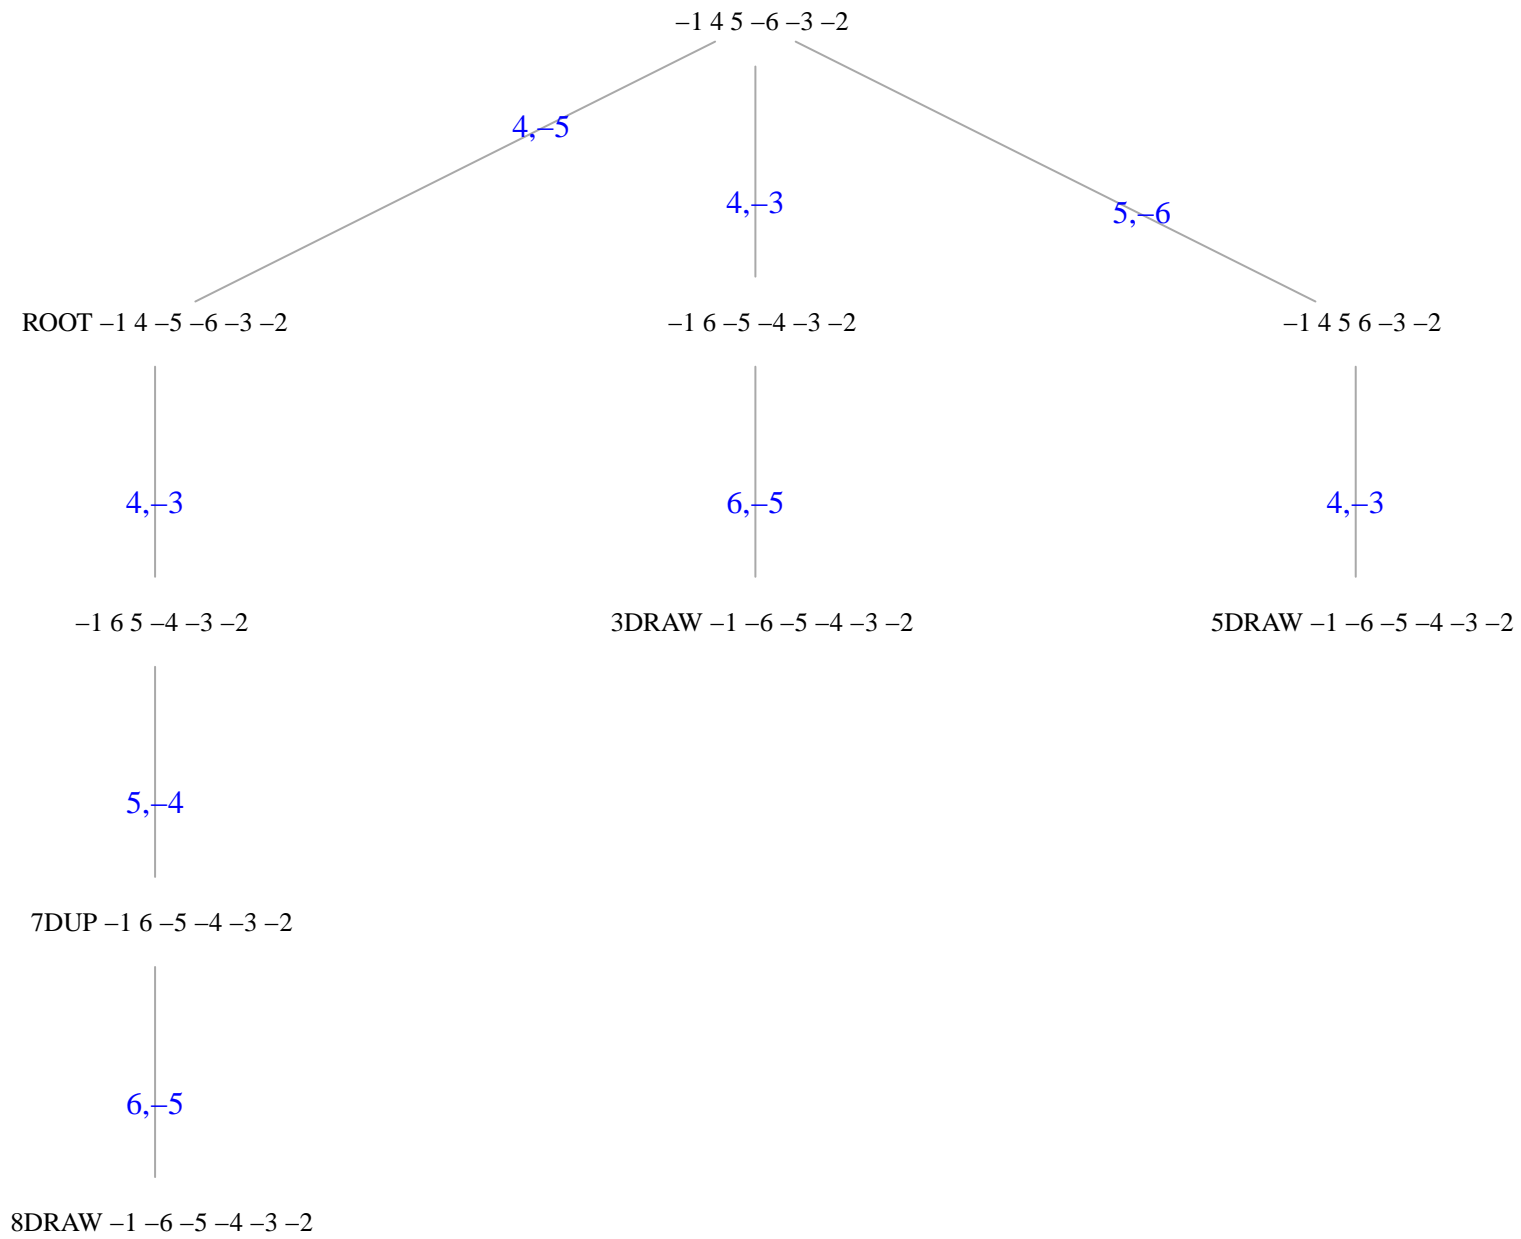 –1 4 5 –6 –3 –2
4,–5
4,–3
5,–6
ROOT –1 4 –5 –6 –3 –2
–1 6 –5 –4 –3 –2
–1 4 5 6 –3 –2
4,–3
6,–5
4,–3
–1 6 5 –4 –3 –2
3DRAW –1 –6 –5 –4 –3 –2
5DRAW –1 –6 –5 –4 –3 –2
5,–4
7DUP –1 6 –5 –4 –3 –2
6,–5
8DRAW –1 –6 –5 –4 –3 –2